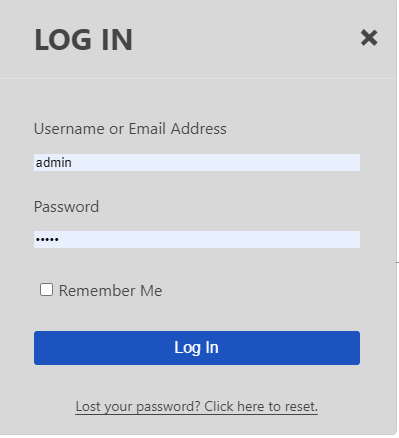 LOG IN
Username or Email Address
admin
Password
•••••
Remember Me
Log In
Lost your password? Click here to reset.